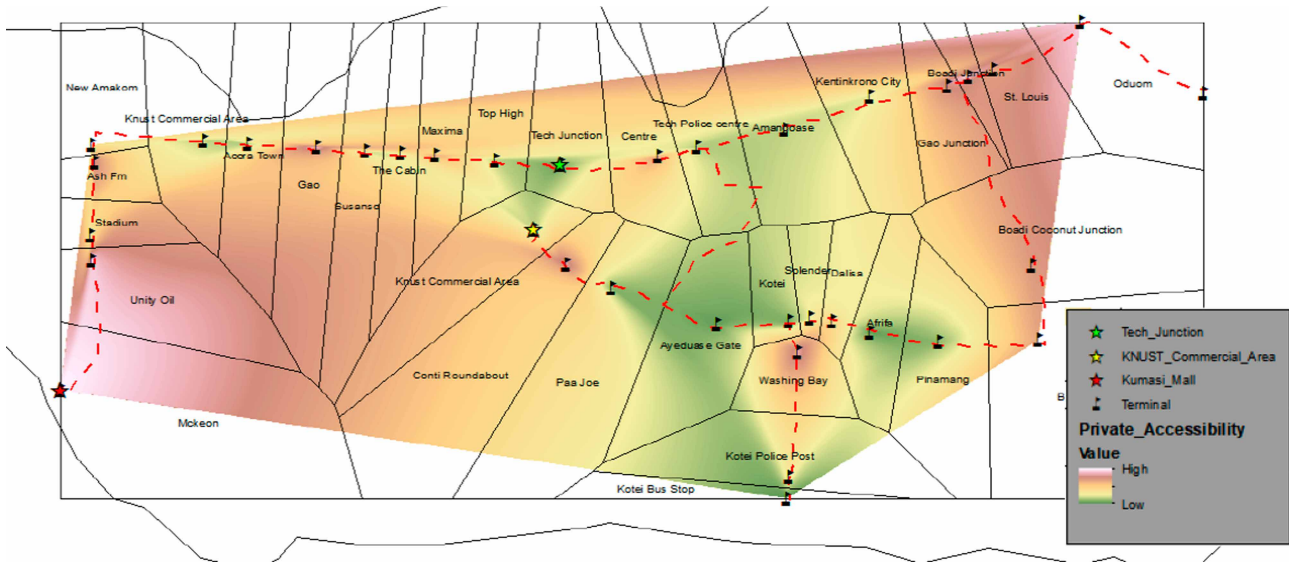 New Amakom
Knust Commercial Area
Accra Town
Ash Fm
Stadium
Unity Oil
Mckeon
Gao
Susanso
The Cabin
Maxima
Top High
Tech Junction
Centre
Tech Police centre
Amangoase
Kentinkrono City
Boadi Junction
St. Louis
Oduom
Gao Junction
Boadi Coconut Junction
Knust Commercial Area
Conti Roundabout
Paa Joe
Ayeduase Gate
Kotei
Splender
Dalisa
Afrifa
Pinamang
Washing Bay
Kotei Police Post
Kotei Bus Stop
B
Tech_Junction
KNUST_Commercial_Area
Kumasi_Mall
Terminal
Private_Accessibility
Value
High
Low